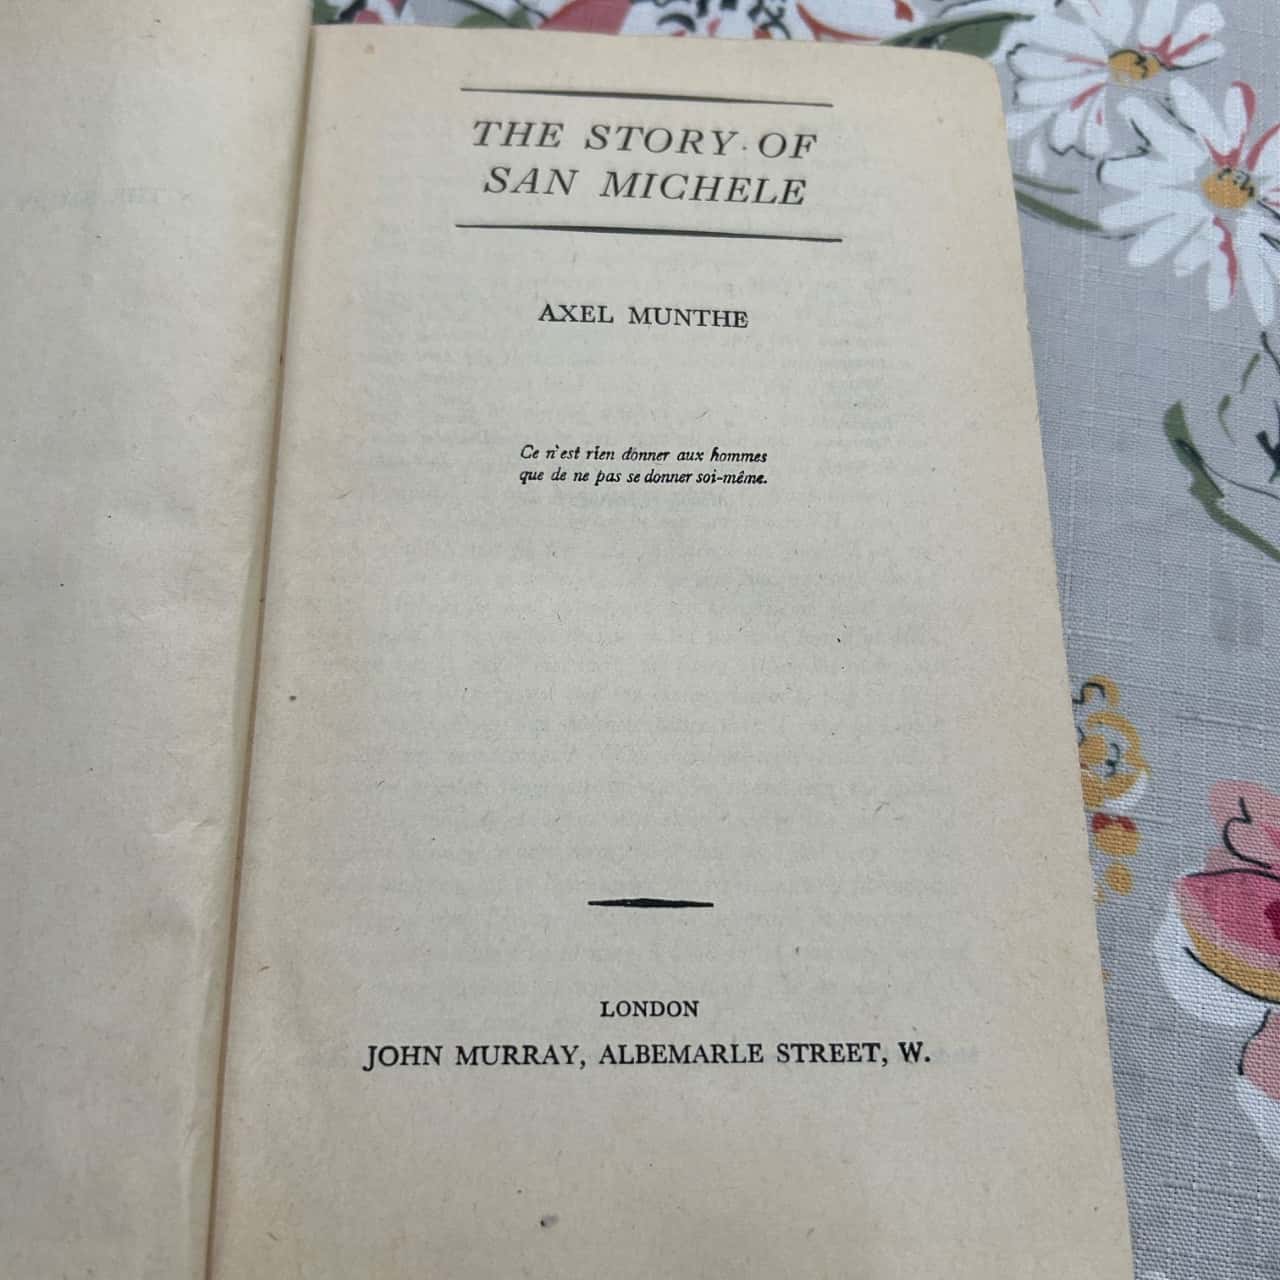 THE STORY OF
SAN MICHELE
AXEL MUNTHE
Ce n'est rien donner aux hommes
que de ne pas se donner soi-même.
LONDON
JOHN MURRAY, ALBEMARLE STREET, W.